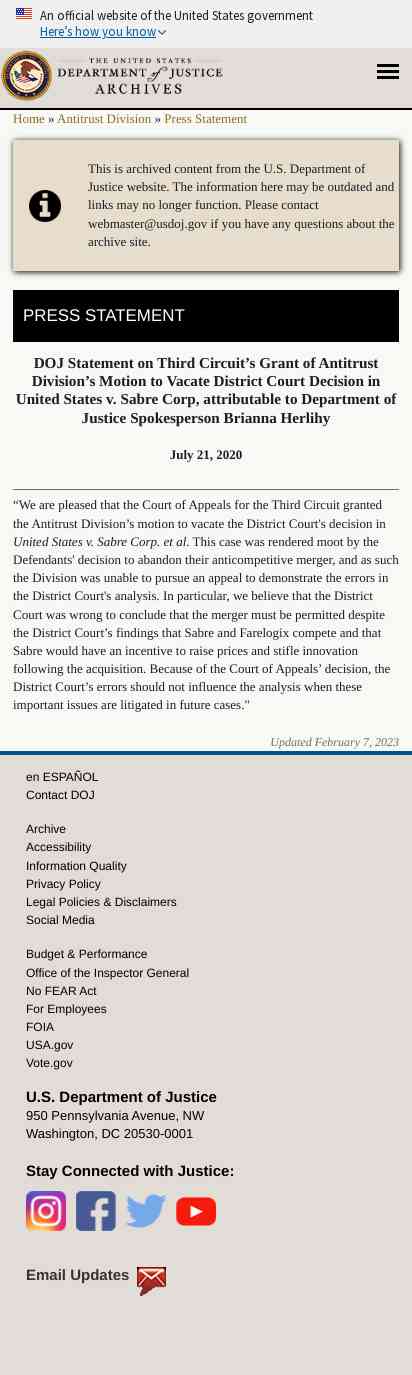 An official website of the United States government
Here's how you know
THE UNITED STATES
DEPARTMENT of JUSTICE
ARCHIVES
Home » Antitrust Division » Press Statement
This is archived content from the U.S. Department of
Justice website. The information here may be outdated and
links may no longer function. Please contact
webmaster@usdoj.gov if you have any questions about the
archive site.
PRESS STATEMENT
DOJ Statement on Third Circuit’s Grant of Antitrust
Division’s Motion to Vacate District Court Decision in
United States v. Sabre Corp, attributable to Department of
Justice Spokesperson Brianna Herlihy
July 21, 2020
“We are pleased that the Court of Appeals for the Third Circuit granted
the Antitrust Division’s motion to vacate the District Court's decision in
United States v. Sabre Corp. et al. This case was rendered moot by the
Defendants' decision to abandon their anticompetitive merger, and as such
the Division was unable to pursue an appeal to demonstrate the errors in
the District Court's analysis. In particular, we believe that the District
Court was wrong to conclude that the merger must be permitted despite
the District Court’s findings that Sabre and Farelogix compete and that
Sabre would have an incentive to raise prices and stifle innovation
following the acquisition. Because of the Court of Appeals’ decision, the
District Court’s errors should not influence the analysis when these
important issues are litigated in future cases."
Updated February 7, 2023
en ESPAÑOL
Contact DOJ
Archive
Accessibility
Information Quality
Privacy Policy
Legal Policies & Disclaimers
Social Media
Budget & Performance
Office of the Inspector General
No FEAR Act
For Employees
FOIA
USA.gov
Vote.gov
U.S. Department of Justice
950 Pennsylvania Avenue, NW
Washington, DC 20530-0001
Stay Connected with Justice:
Email Updates